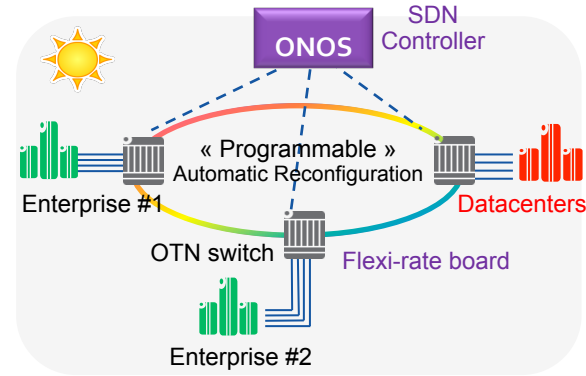 SDN
Controller
ONOS
« Programmable »
Automatic Reconfiguration
Enterprise #1
Datacenters
OTN switch
Flexi-rate board
Enterprise #2